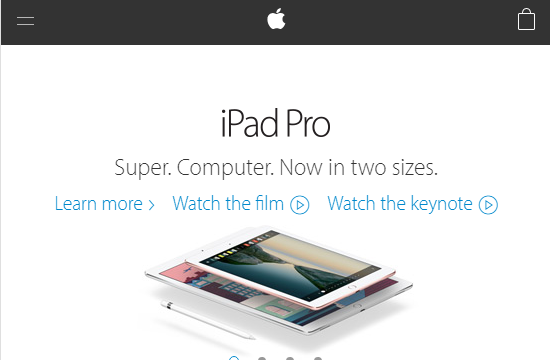 iPad Pro
Super. Computer. Now in two sizes.
Learn more > Watch the film Watch the keynote